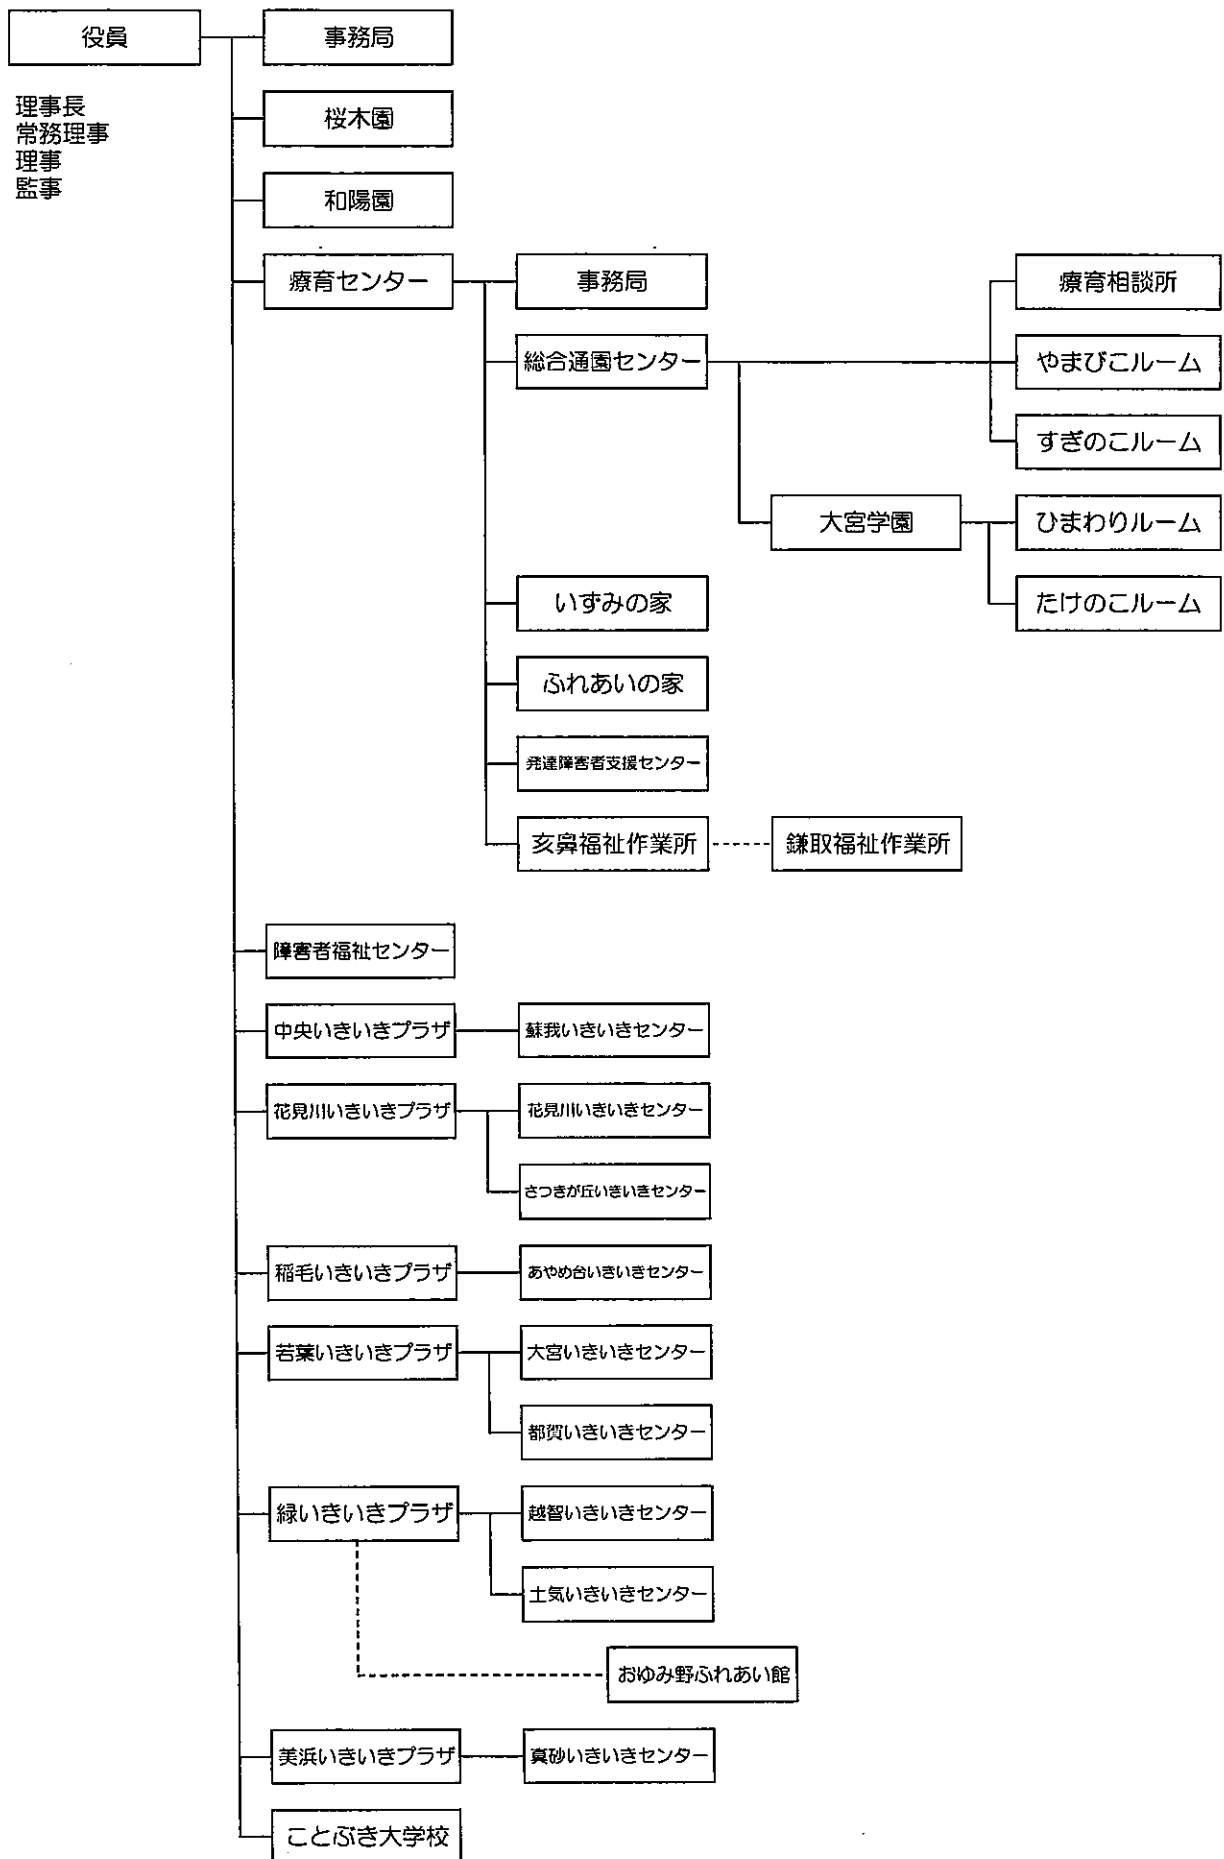 役員
事務局
理事長
常務理事
理事
監事
桜木園
和陽園
療育センター
事務局
療育相談所
総合通園センター
やまびこルーム
すぎのこルーム
大宮学園
ひまわりルーム
たけのこルーム
いずみの家
ふれあいの家
発達障害者支援センター
亥鼻福祉作業所
鎌取福祉作業所
障害者福祉センター
中央いきいきプラザ
蘇我いきいきセンター
花見川いきいきプラザ
花見川いきいきセンター
さつきが丘いきいきセンター
稲毛いきいきプラザ
あやめ台いきいきセンター
若葉いきいきプラザ
大宮いきいきセンター
都賀いきいきセンター
緑いきいきプラザ
越智いきいきセンター
土気いきいきセンター
おゆみ野ふれあい館
美浜いきいきプラザ
真砂いきいきセンター
ことぶき大学校